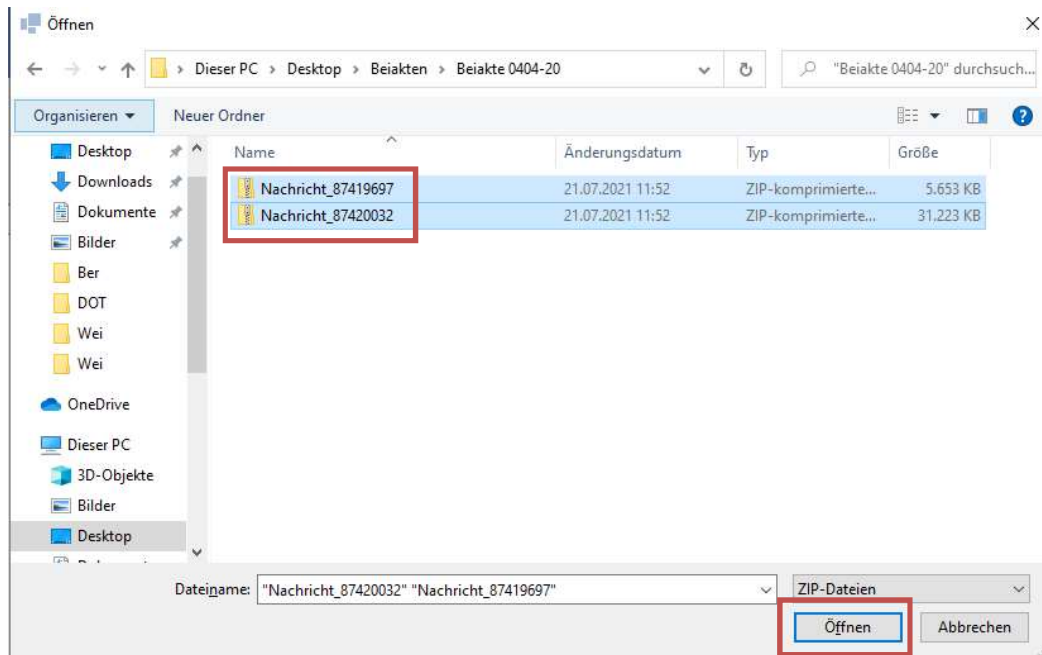 Öffnen
Dieser PC > Desktop > Beiakten > Beiakte 0404-20
"Beiakte 0404-20" durchsuch...
Organisieren
Neuer Ordner
Name Änderungsdatum Typ Größe
Desktop
Downloads
Dokumente
Bilder
Ber
DOT
Wei
Wei
OneDrive
Dieser PC
3D-Objekte
Bilder
Desktop
Nachricht_87419697 21.07.2021 11:52 ZIP-komprimierte... 5.653 KB
Nachricht_87420032 21.07.2021 11:52 ZIP-komprimierte... 31.223 KB
Dateiname: "Nachricht_87420032" "Nachricht_87419697"
ZIP-Dateien
Öffnen
Abbrechen